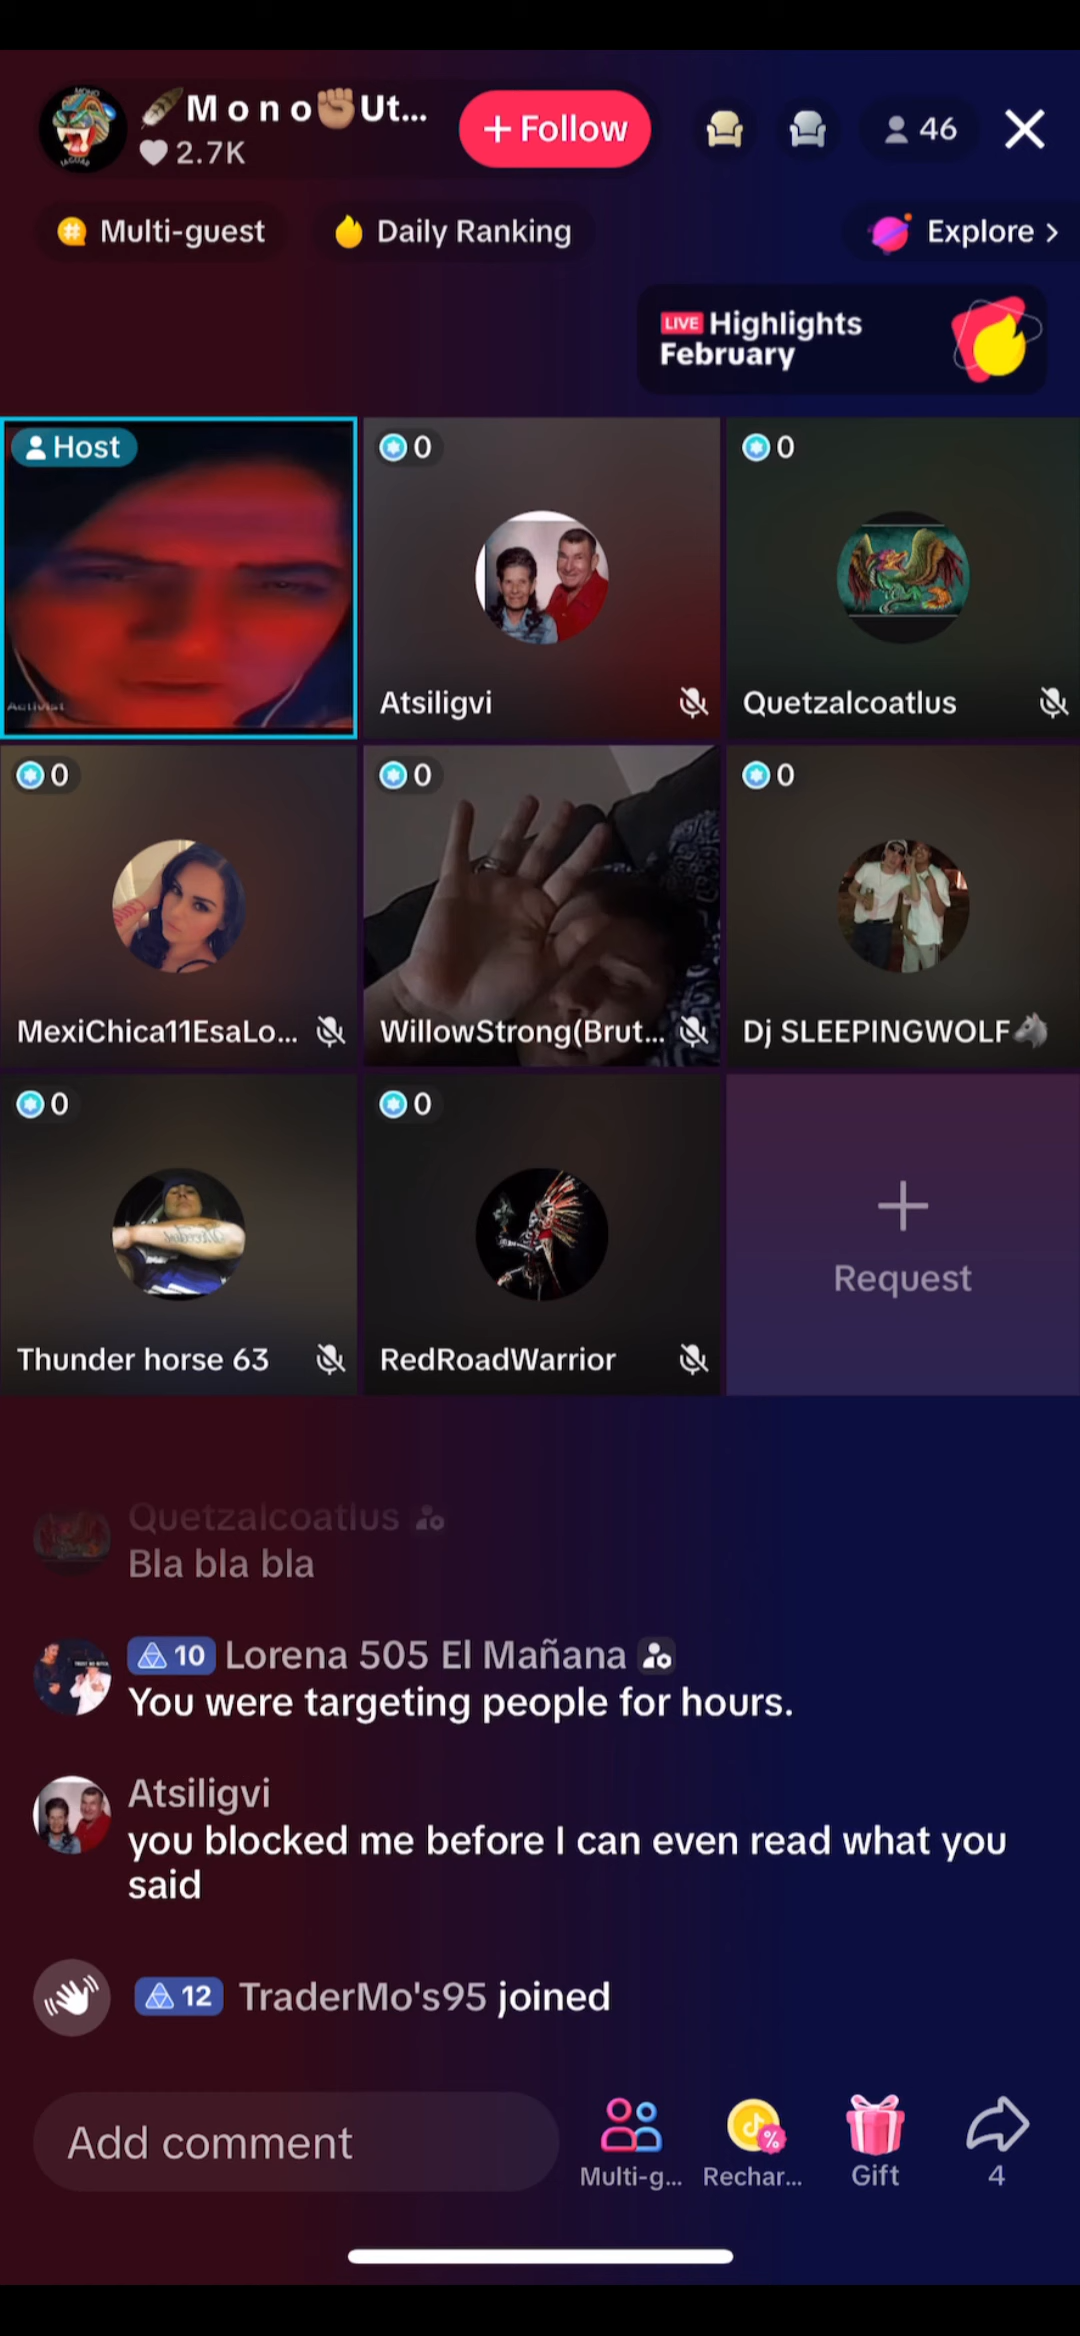 M o n o Ut...
2.7K
+ Follow
46
Multi-guest
Daily Ranking
Explore >
LIVE Highlights
February
Host
Activist
0
Atsiligvi
0
Quetzalcoatlus
0
MexiChica11EsaLo...
0
WillowStrong(Brut...
0
Dj SLEEPINGWOLF
0
Thunder horse 63
0
RedRoadWarrior
Request
Quetzalcoatlus
Bla bla bla
10 Lorena 505 El Mañana
You were targeting people for hours.
Atsiligvi
you blocked me before I can even read what you
said
12 TraderMo's95 joined
Add comment
Multi-g...
Rechar...
Gift
4